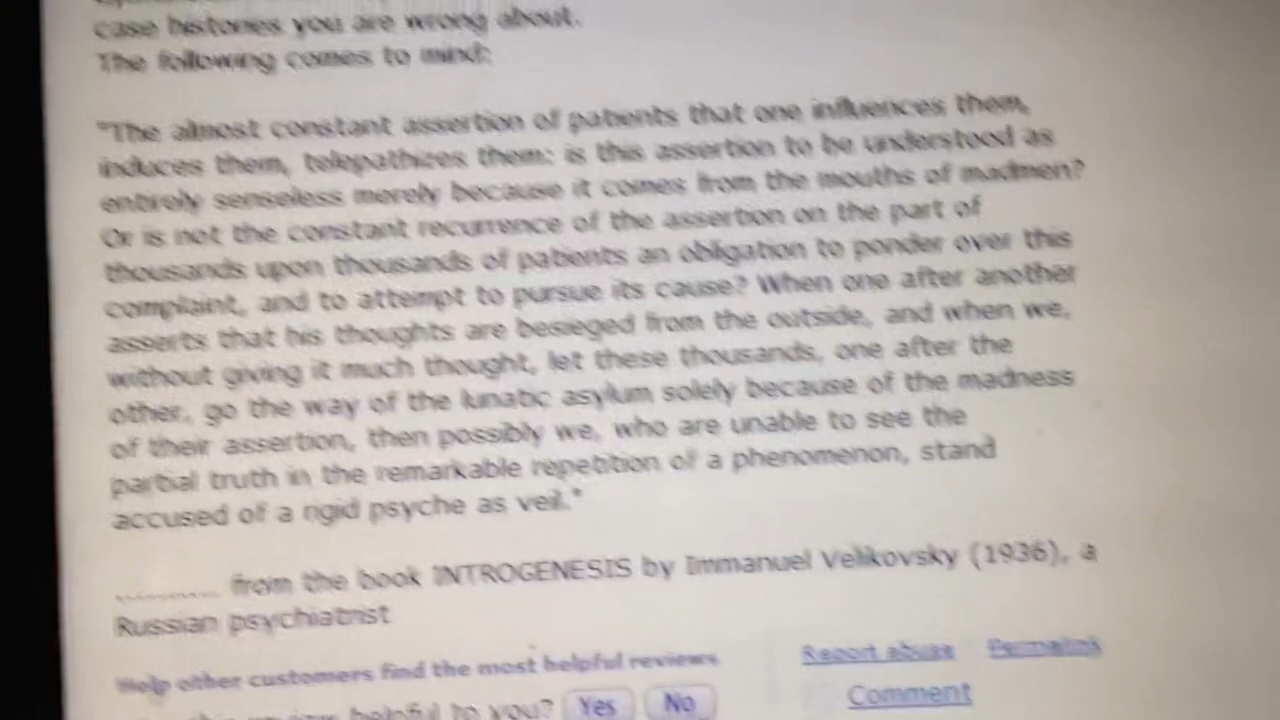 case histories you are wrong about.
The following comes to mind:
"The almost constant assertion of patients that one influences them,
induces them, telepathizes them: is this assertion to be understood as
entirely senseless merely because it comes from the mouths of madmen?
Or is not the constant recurrence of the assertion on the part of
thousands upon thousands of patients an obligation to ponder over this
complaint, and to attempt to pursue its cause? When one after another
asserts that his thoughts are besieged from the outside, and when we,
without giving it much thought, let these thousands, one after the
other, go the way of the lunatic asylum solely because of the madness
of their assertion, then possibly we, who are unable to see the
partial truth in the remarkable repetition of a phenomenon, stand
accused of a rigid psyche as veil."
.......... from the book INTROGENESIS by Immanuel Velikovsky (1936), a
Russian psychiatrist
Help other customers find the most helpful reviews
this review helpful to you? Yes No
Report abuse Permalink
Comment